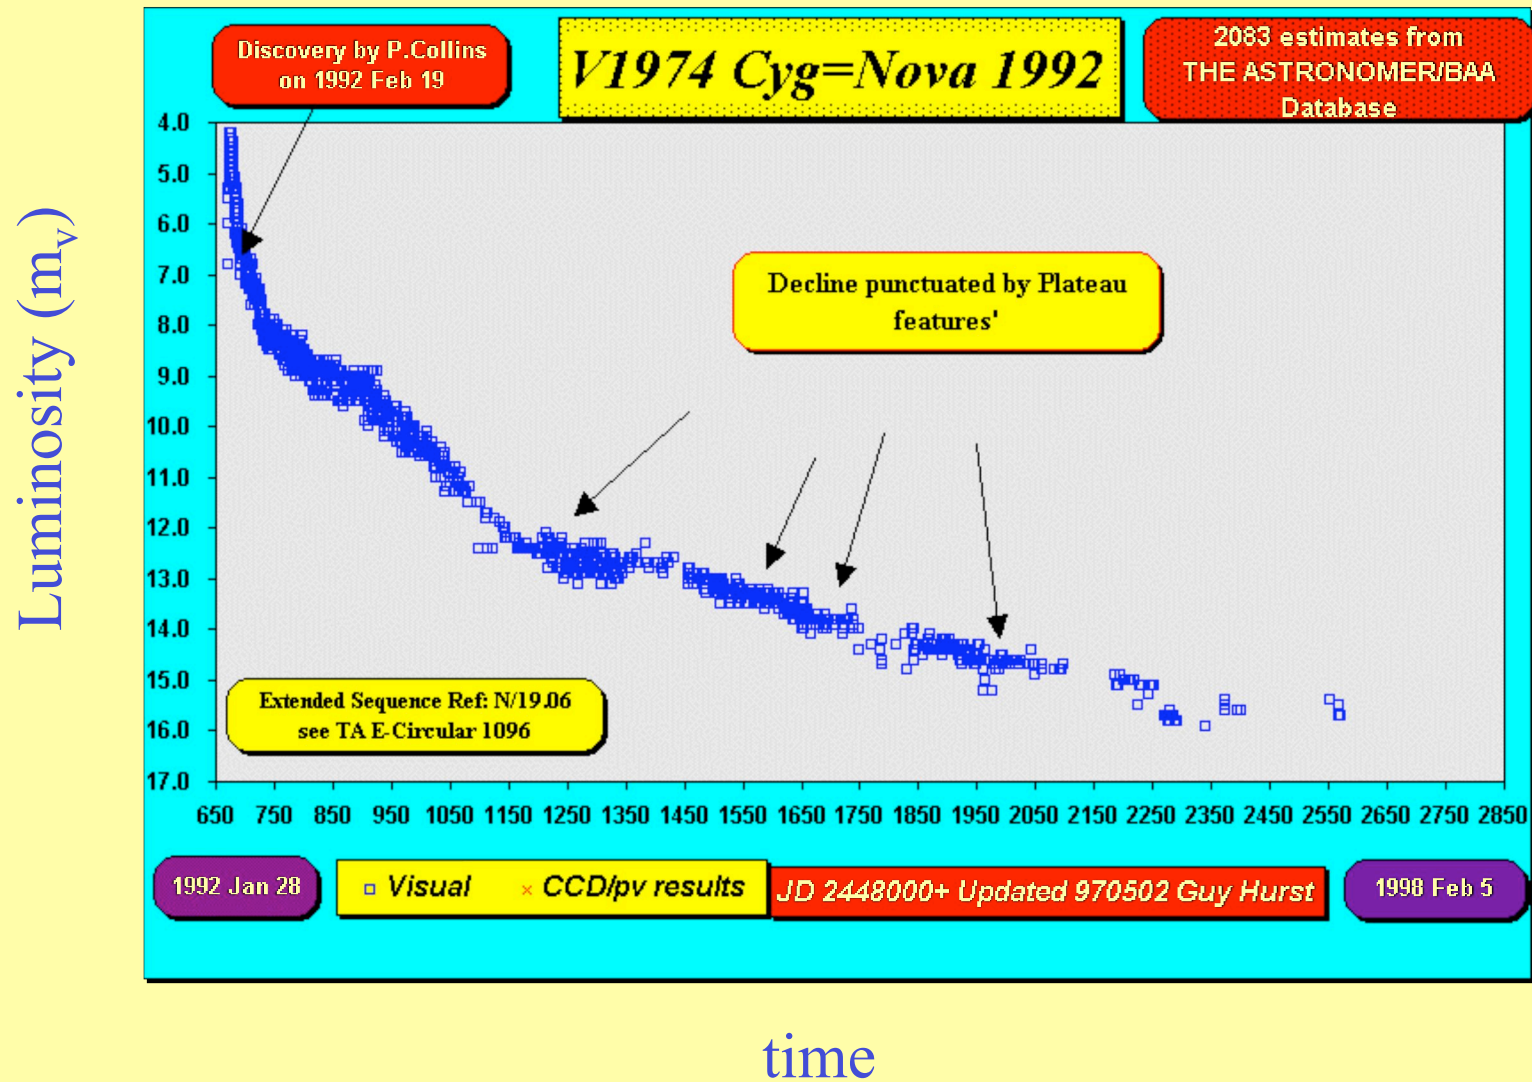 Discovery by P.Collins
on 1992 Feb 19
V1974 Cyg=Nova 1992
2083 estimates from
THE ASTRONOMER/BAA
Database
Luminosity (mv)
4.0
5.0
6.0
7.0
8.0
9.0
10.0
11.0
12.0
13.0
14.0
15.0
16.0
17.0
Decline punctuated by Plateau
features'
Extended Sequence Ref: N/19.06
see TA E-Circular 1096
650 750 850 950 1050 1150 1250 1350 1450 1550 1650 1750 1850 1950 2050 2150 2250 2350 2450 2550 2650 2750 2850
1992 Jan 28
Visual × CCD/pv results
JD 2448000+ Updated 970502 Guy Hurst
1998 Feb 5
time